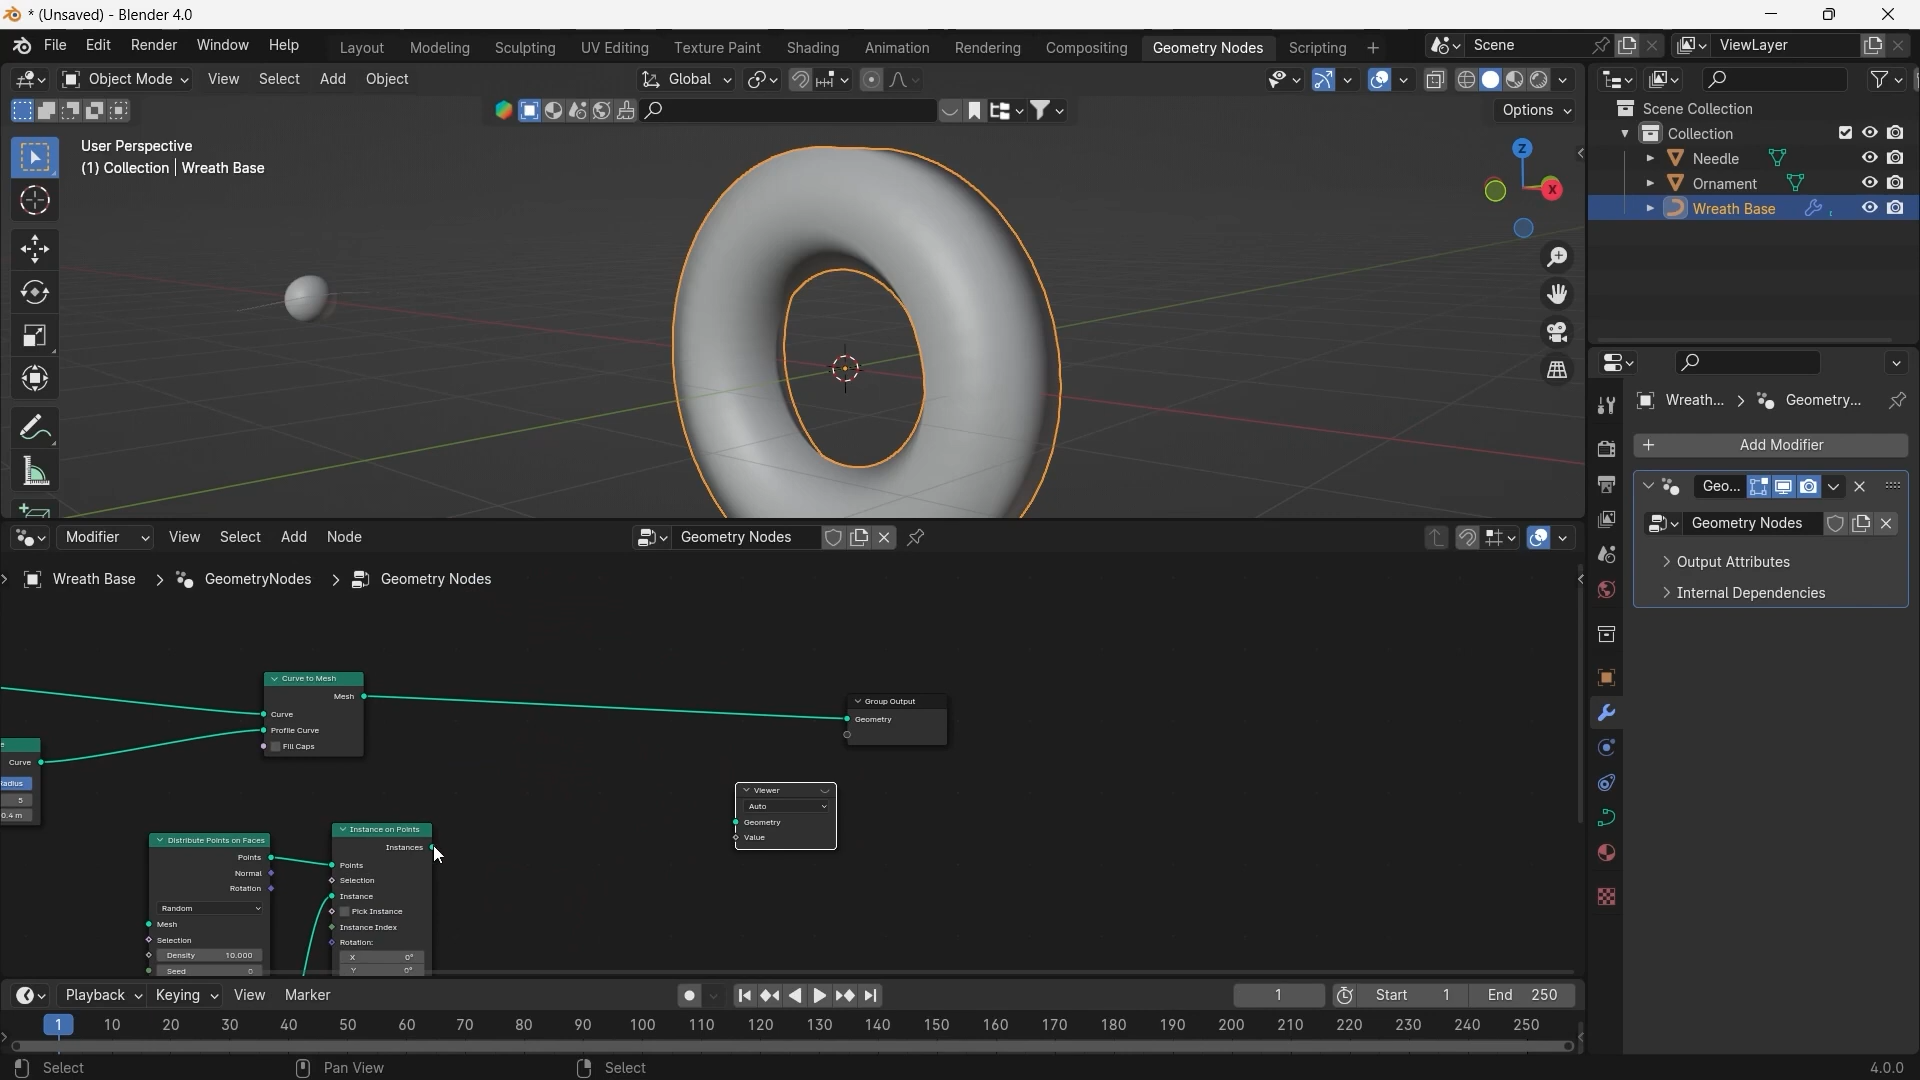 * (Unsaved) - Blender 4.0
File Edit Render Window Help
Layout Modeling Sculpting UV Editing Texture Paint Shading Animation Rendering Compositing Geometry Nodes Scripting
Scene
ViewLayer
Object Mode View Select Add Object
Global
Options
User Perspective
(1) Collection | Wreath Base
Z
X
Scene Collection
Collection
Needle
Ornament
Wreath Base
Wreath... > Geometry...
Add Modifier
Geo...
Geometry Nodes
Output Attributes
Internal Dependencies
Modifier View Select Add Node
Geometry Nodes
Wreath Base > GeometryNodes > Geometry Nodes
Curve to Mesh
Mesh
Curve
Profile Curve
Fill Caps
Group Output
Geometry
e
Curve
5
0.4 m
Viewer
Auto
Geometry
Value
Distribute Points on Faces
Points
Normal
Rotation
Random
Mesh
Selection
Density 10.000
Seed 0
Instance on Points
Instances
Points
Selection
Instance
Pick Instance
Instance Index
Rotation:
X 0°
Y 0°
Playback Keying View Marker
1
Start 1
End 250
1 10 20 30 40 50 60 70 80 90 100 110 120 130 140 150 160 170 180 190 200 210 220 230 240 250
Select
Pan View
Select
4.0.0